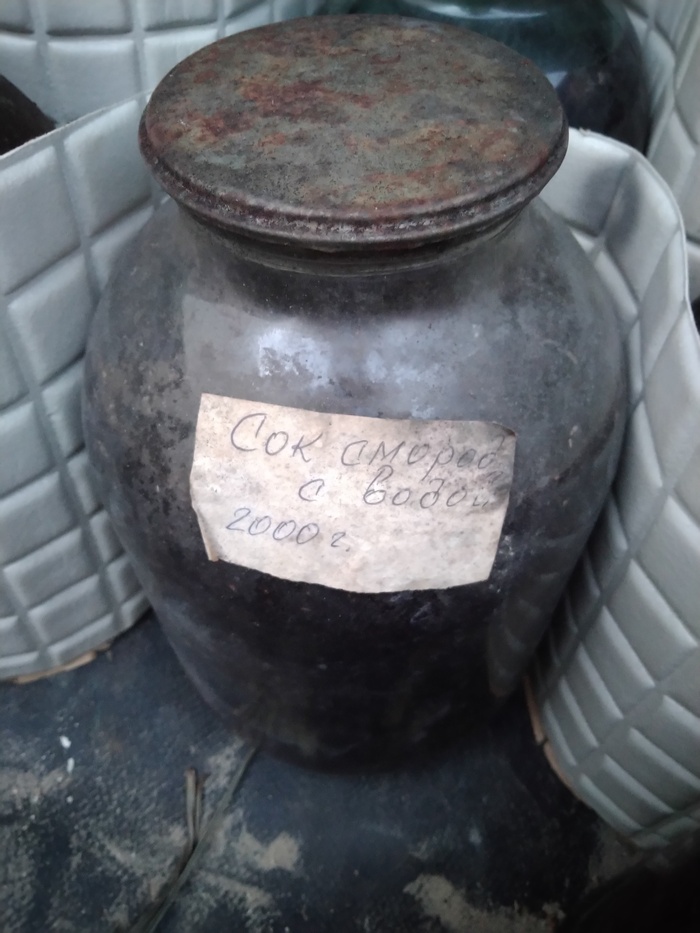 Сок смород
с водой
2000 г.